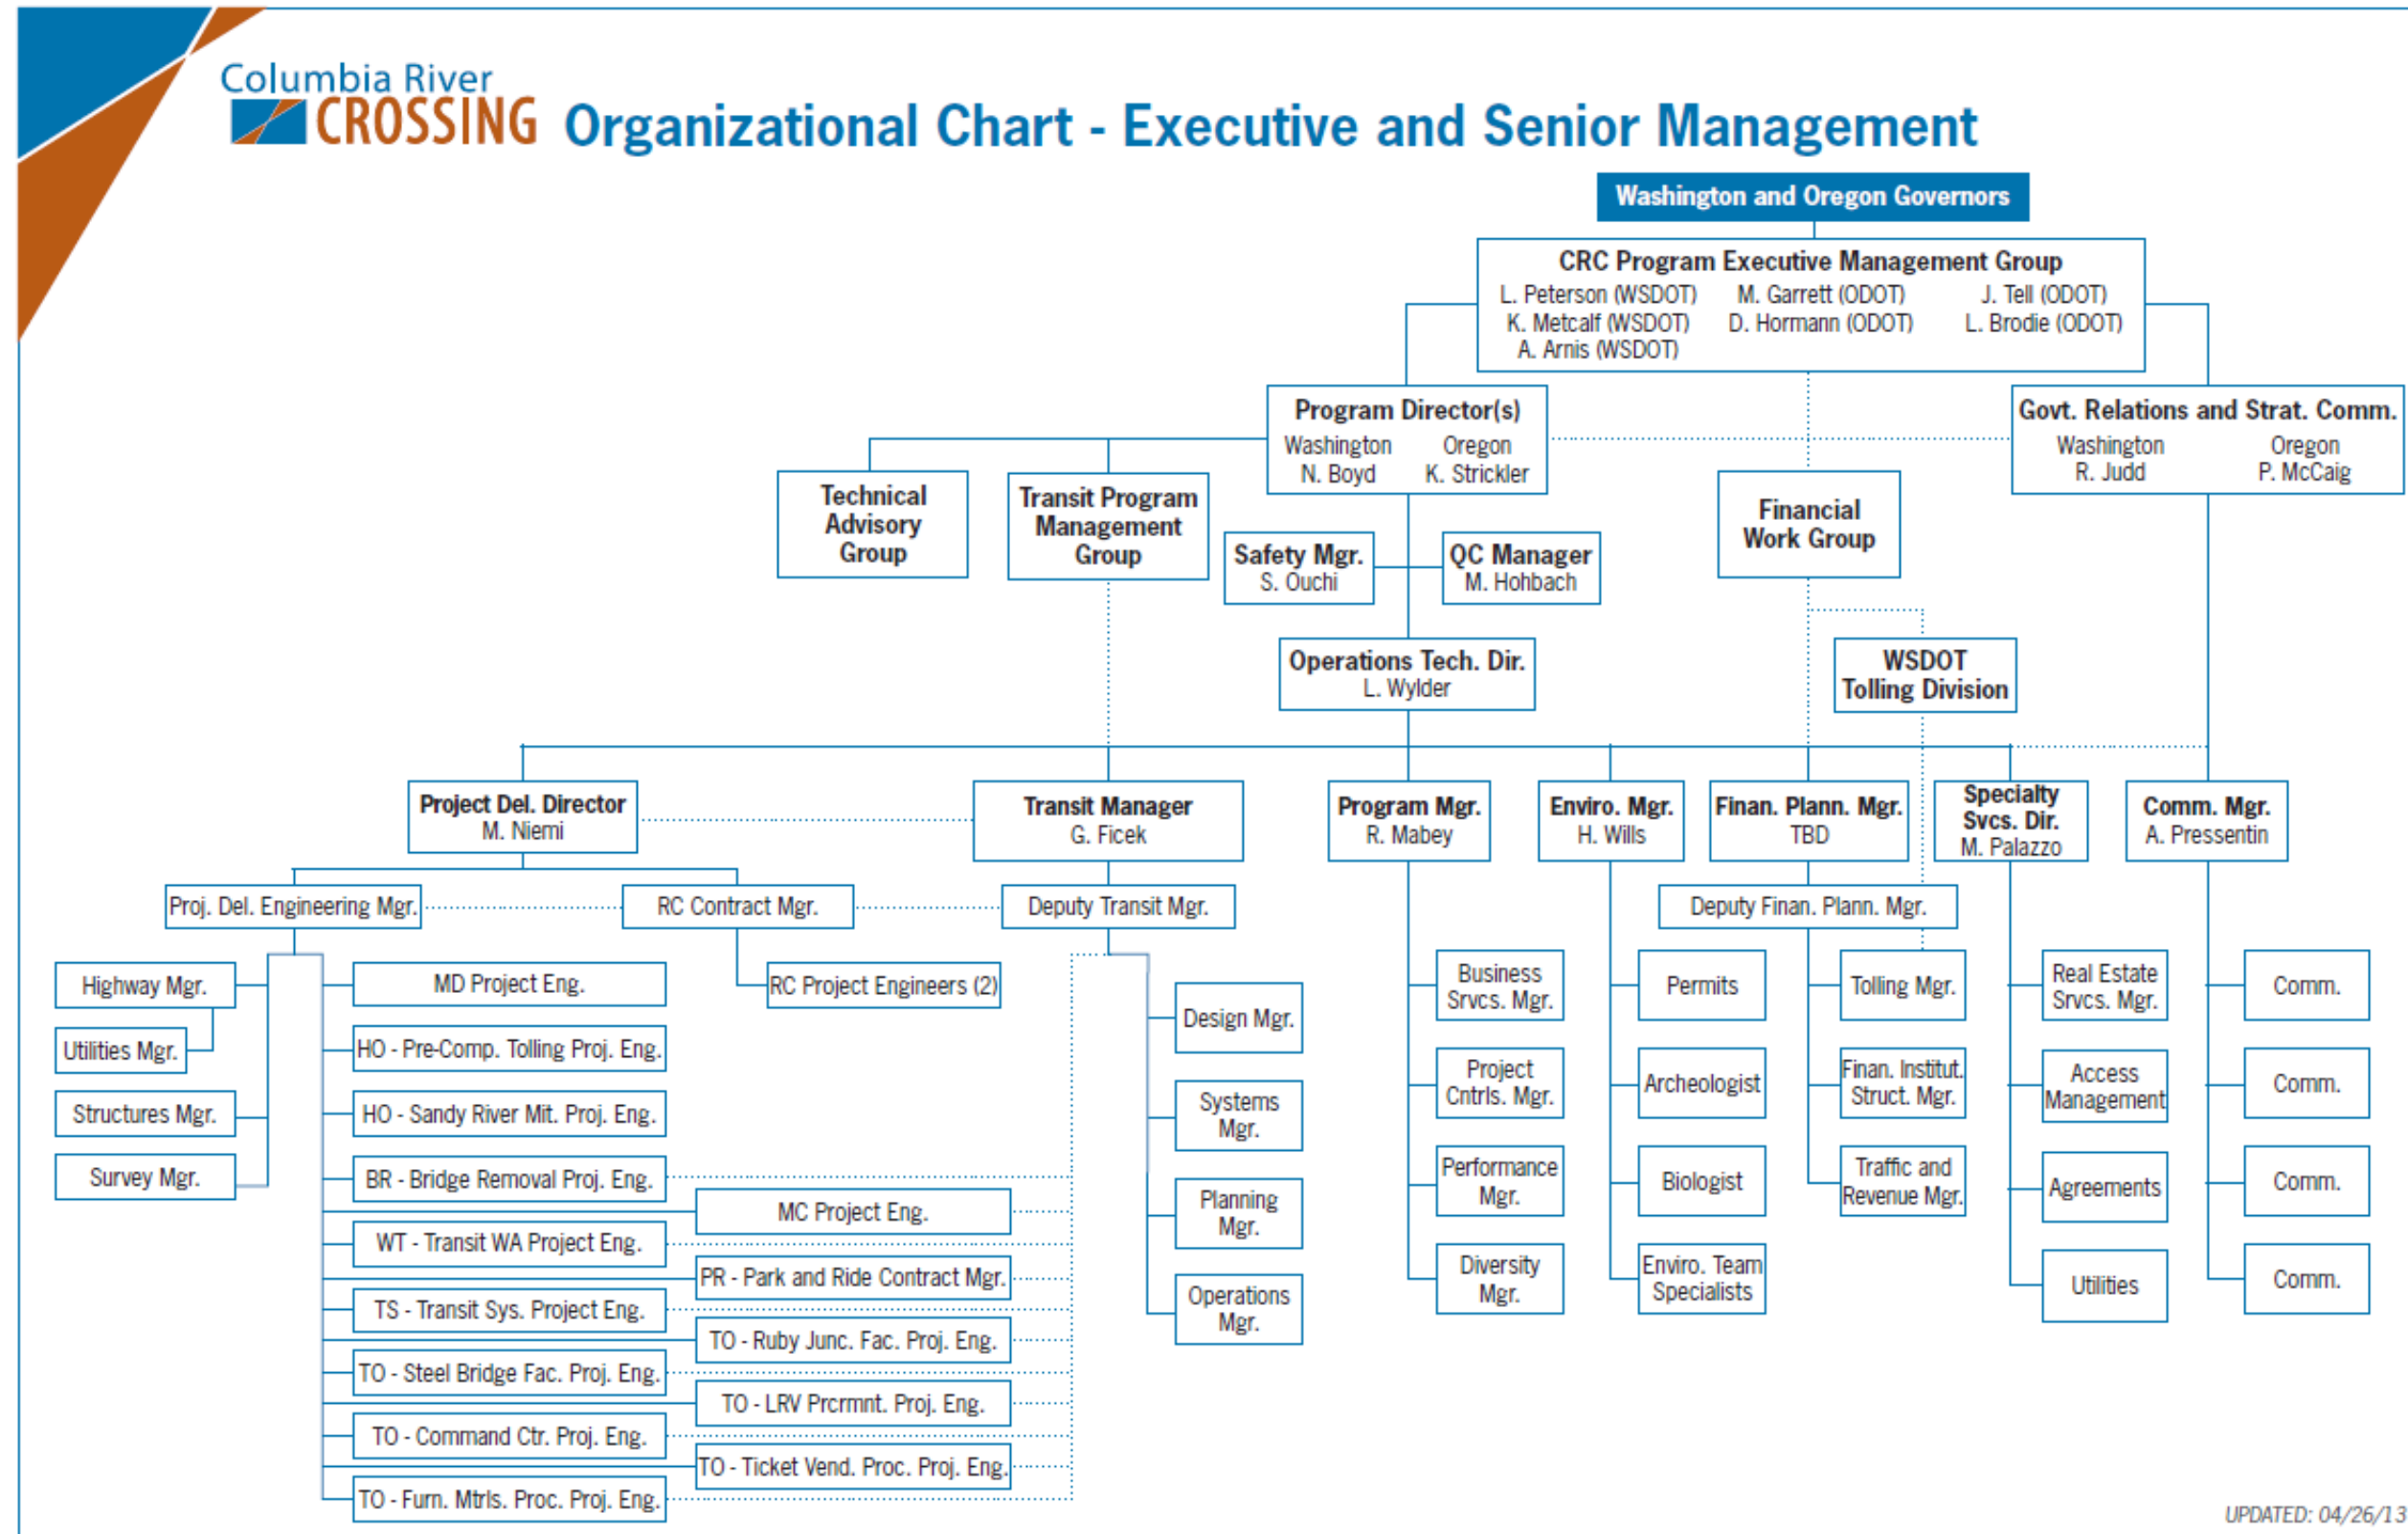 Columbia River
CROSSING
Organizational Chart - Executive and Senior Management
Washington and Oregon Governors
CRC Program Executive Management Group
L. Peterson (WSDOT) M. Garrett (ODOT) J. Tell (ODOT)
K. Metcalf (WSDOT) D. Hormann (ODOT) L. Brodie (ODOT)
A. Arnis (WSDOT)
Program Director(s)
Washington Oregon
N. Boyd K. Strickler
Govt. Relations and Strat. Comm.
Washington Oregon
R. Judd P. McCaig
Technical
Advisory
Group
Transit Program
Management
Group
Safety Mgr.
S. Ouchi
QC Manager
M. Hohbach
Financial
Work Group
Operations Tech. Dir.
L. Wylder
WSDOT
Tolling Division
Project Del. Director
M. Niemi
Transit Manager
G. Ficek
Program Mgr.
R. Mabey
Enviro. Mgr.
H. Wills
Finan. Plann. Mgr.
TBD
Specialty
Svcs. Dir.
M. Palazzo
Comm. Mgr.
A. Pressentin
Proj. Del. Engineering Mgr.
RC Contract Mgr.
Deputy Transit Mgr.
Deputy Finan. Plann. Mgr.
Highway Mgr.
Utilities Mgr.
Structures Mgr.
Survey Mgr.
MD Project Eng.
HO - Pre-Comp. Tolling Proj. Eng.
HO - Sandy River Mit. Proj. Eng.
BR - Bridge Removal Proj. Eng.
MC Project Eng.
WT - Transit WA Project Eng.
PR - Park and Ride Contract Mgr.
TS - Transit Sys. Project Eng.
TO - Ruby Junc. Fac. Proj. Eng.
TO - Steel Bridge Fac. Proj. Eng.
TO - LRV Prcrmnt. Proj. Eng.
TO - Command Ctr. Proj. Eng.
TO - Ticket Vend. Proc. Proj. Eng.
TO - Furn. Mtrls. Proc. Proj. Eng.
RC Project Engineers (2)
Design Mgr.
Systems
Mgr.
Planning
Mgr.
Operations
Mgr.
Business
Srvcs. Mgr.
Project
Cntrls. Mgr.
Performance
Mgr.
Diversity
Mgr.
Permits
Archeologist
Biologist
Enviro. Team
Specialists
Tolling Mgr.
Finan. Institut.
Struct. Mgr.
Traffic and
Revenue Mgr.
Real Estate
Srvcs. Mgr.
Access
Management
Agreements
Utilities
Comm.
Comm.
Comm.
Comm.
UPDATED: 04/26/13